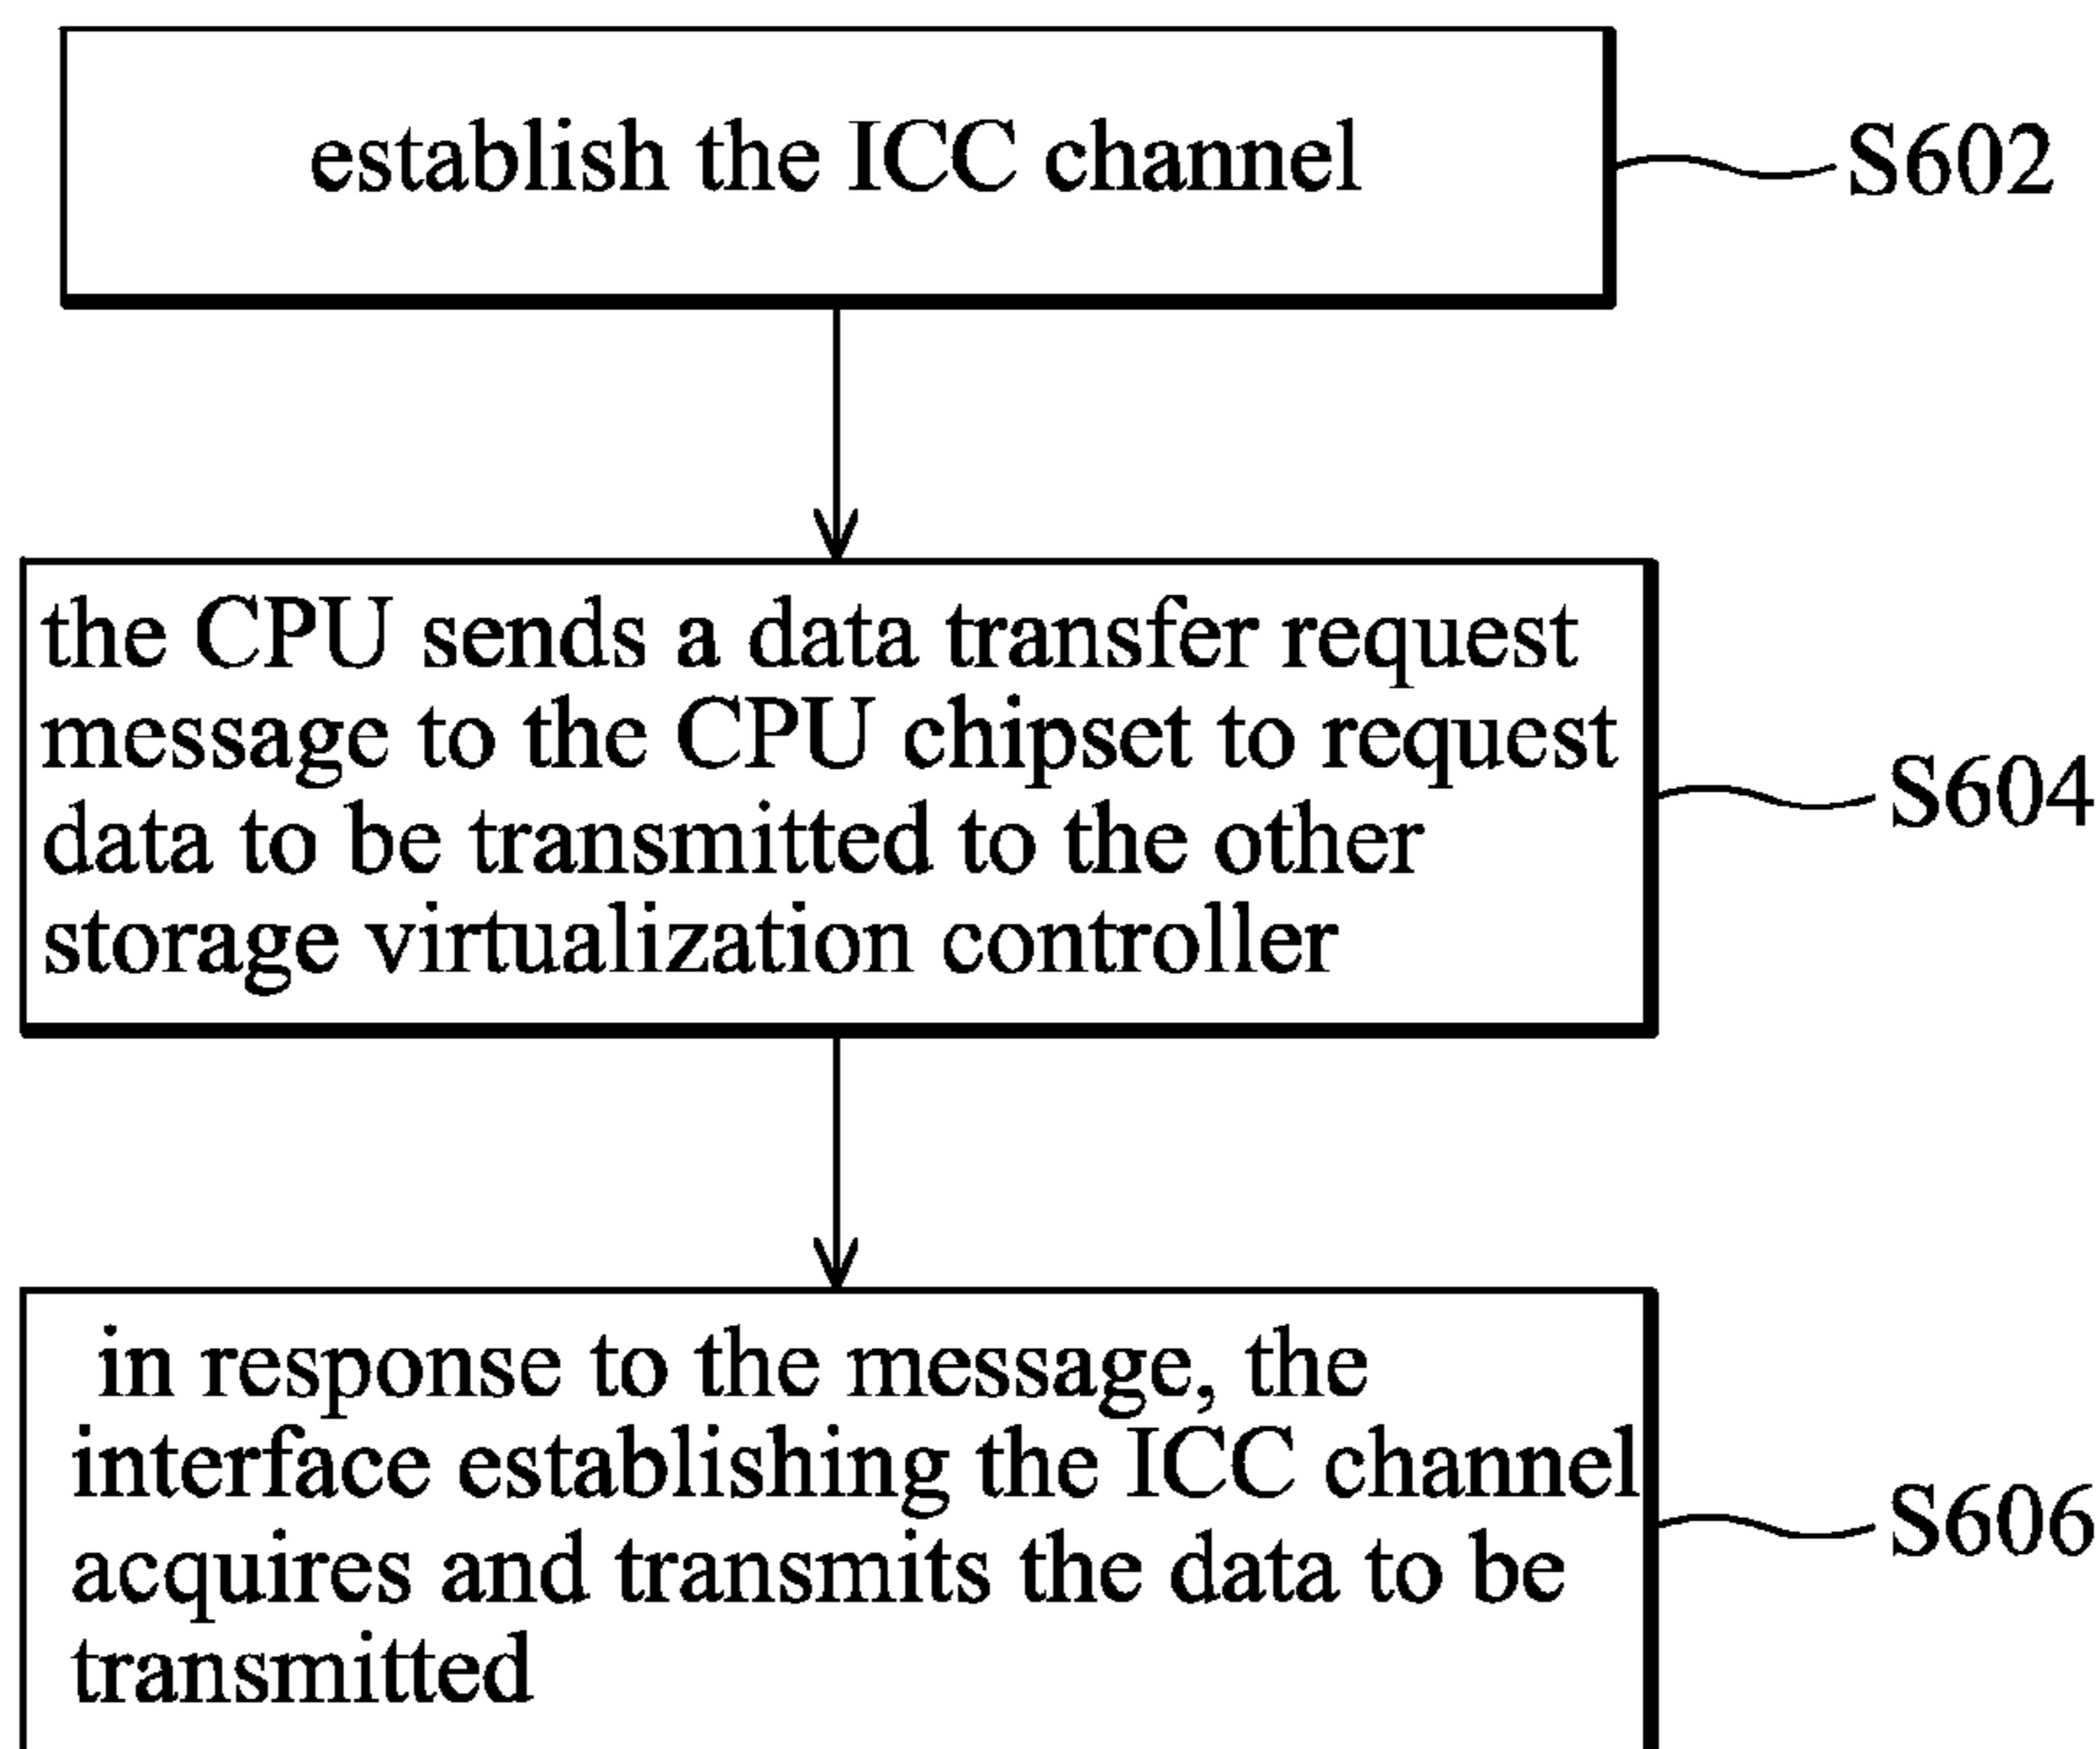 establish the ICC channel
S602
the CPU sends a data transfer request
message to the CPU chipset to request
data to be transmitted to the other
storage virtualization controller
S604
in response to the message, the
interface establishing the ICC channel
acquires and transmits the data to be
transmitted
S606